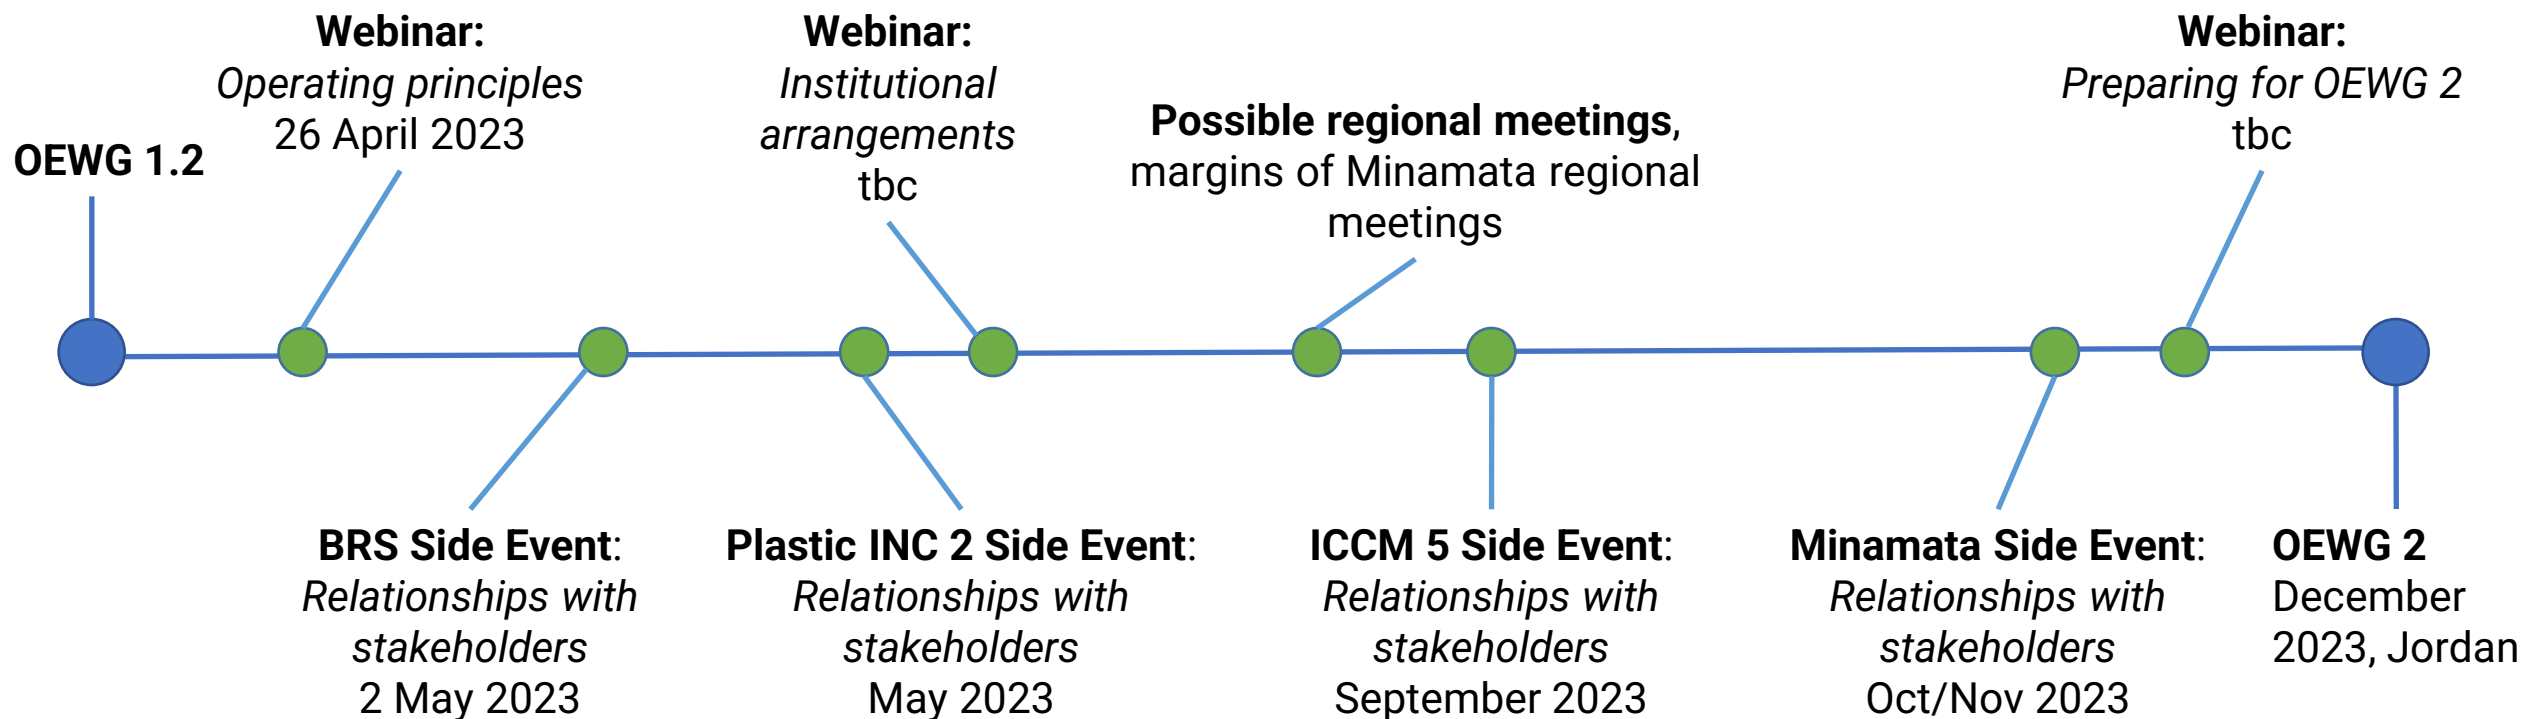 OEWG 1.2
Webinar:
Operating principles
26 April 2023
Webinar:
Institutional
arrangements
tbc
Possible regional meetings,
margins of Minamata regional
meetings
Webinar:
Preparing for OEWG 2
tbc
BRS Side Event:
Relationships with
stakeholders
2 May 2023
Plastic INC 2 Side Event:
Relationships with
stakeholders
May 2023
ICCM 5 Side Event:
Relationships with
stakeholders
September 2023
Minamata Side Event:
Relationships with
stakeholders
Oct/Nov 2023
OEWG 2
December
2023, Jordan